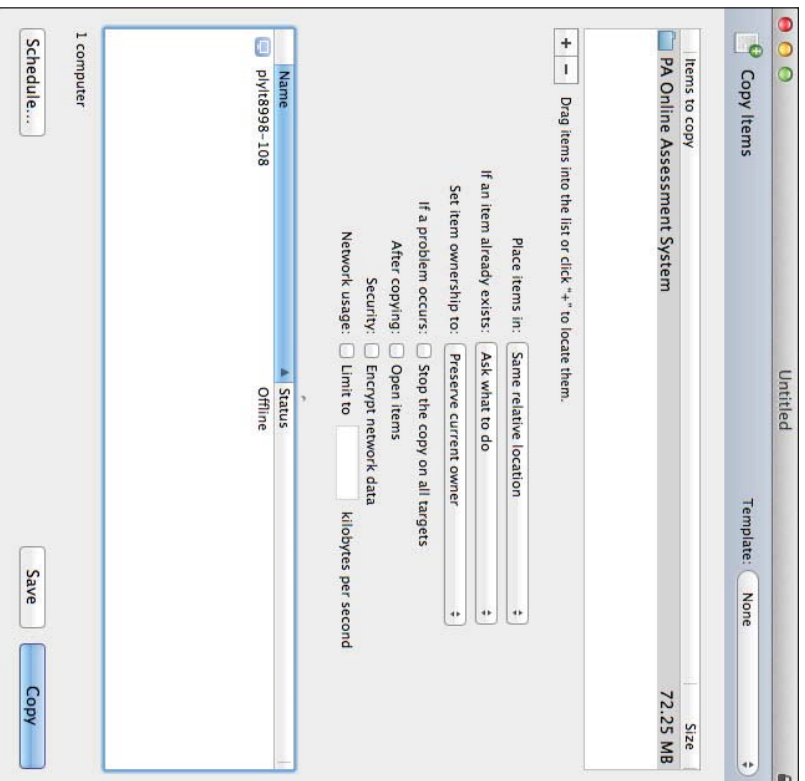 Untitled
Copy Items Template: None
Items to copy Size
PA Online Assessment System 72.25 MB
+ − Drag items into the list or click "+" to locate them.
Place items in: Same relative location
If an item already exists: Ask what to do
Set item ownership to: Preserve current owner
If a problem occurs: Stop the copy on all targets
After copying: Open items
Security: Encrypt network data
Network usage: Limit to kilobytes per second
Name Status
plylt8998-108 Offline
1 computer
Schedule... Save Copy